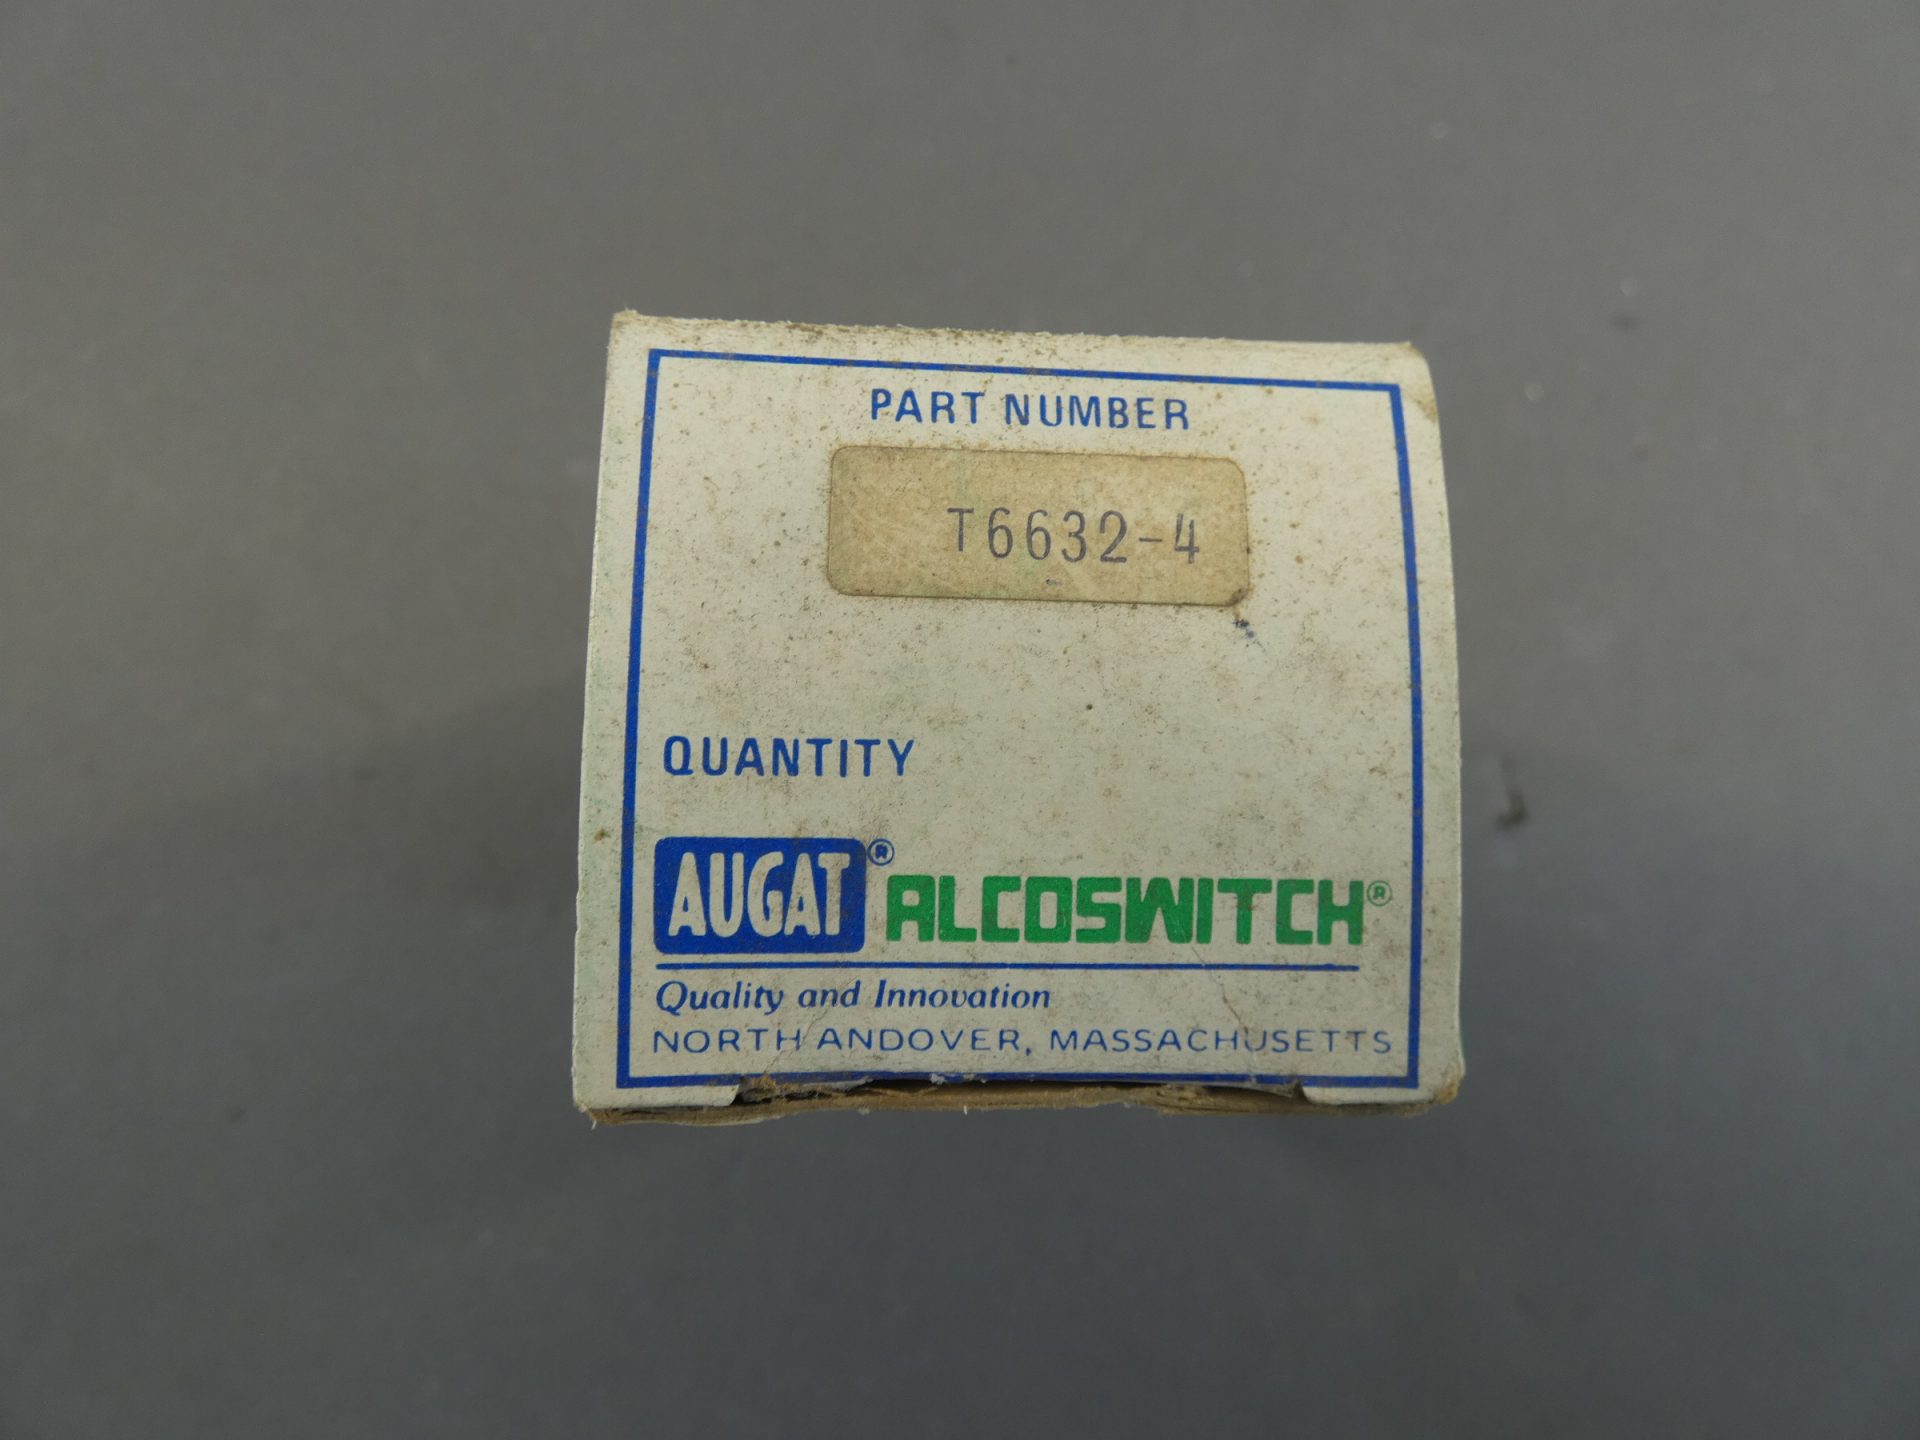 PART NUMBER
T6632-4
QUANTITY
AUGAT® ALCOSWITCH®
Quality and Innovation
NORTH ANDOVER, MASSACHUSETTS